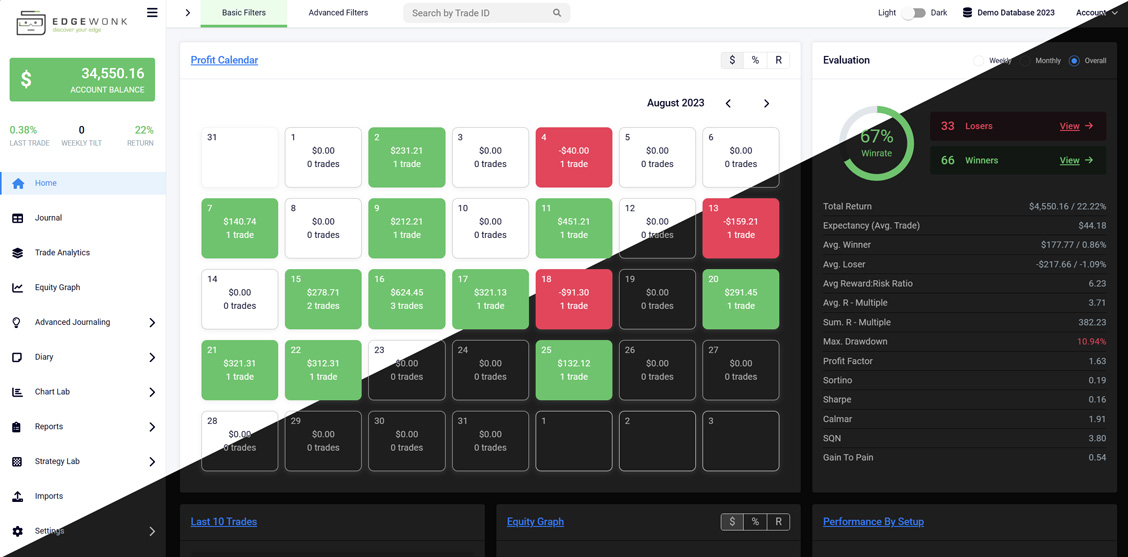 EDGEWONK
discover your edge
Basic Filters
Advanced Filters
Search by Trade ID
Light
Dark
Demo Database 2023
Account
$
34,550.16
ACCOUNT BALANCE
0.38%
LAST TRADE
0
WEEKLY TILT
22%
RETURN
Home
Journal
Trade Analytics
Equity Graph
Advanced Journaling
Diary
Chart Lab
Reports
Strategy Lab
Imports
Settings
Profit Calendar
$ % R
August 2023
31
1
$0.00
0 trades
2
$231.21
1 trade
3
$0.00
0 trades
4
-$40.00
1 trade
5
$0.00
0 trades
6
$0.00
0 trades
7
$140.74
1 trade
8
$0.00
0 trades
9
$212.21
1 trade
10
$0.00
0 trades
11
$451.21
1 trade
12
$0.00
0 trades
13
-$159.21
1 trade
14
$0.00
0 trades
15
$278.71
2 trades
16
$624.45
3 trades
17
$321.13
1 trade
18
-$91.30
1 trade
19
$0.00
0 trades
20
$291.45
1 trade
21
$321.31
1 trade
22
$312.31
1 trade
23
$0.00
0 trades
24
$0.00
0 trades
25
$132.12
1 trade
26
$0.00
0 trades
27
$0.00
0 trades
28
$0.00
0 trades
29
$0.00
0 trades
30
$0.00
0 trades
31
$0.00
0 trades
1
2
3
Evaluation
Weekly
Monthly
Overall
67%
Winrate
33 Losers View
66 Winners View
Total Return $4,550.16 / 22.22%
Expectancy (Avg. Trade) $44.18
Avg. Winner $177.77 / 0.86%
Avg. Loser -$217.66 / -1.09%
Avg Reward:Risk Ratio 6.23
Avg. R - Multiple 3.71
Sum. R - Multiple 382.23
Max. Drawdown 10.94%
Profit Factor 1.63
Sortino 0.19
Sharpe 0.16
Calmar 1.91
SQN 3.80
Gain To Pain 0.54
Last 10 Trades
Equity Graph
$ % R
Performance By Setup